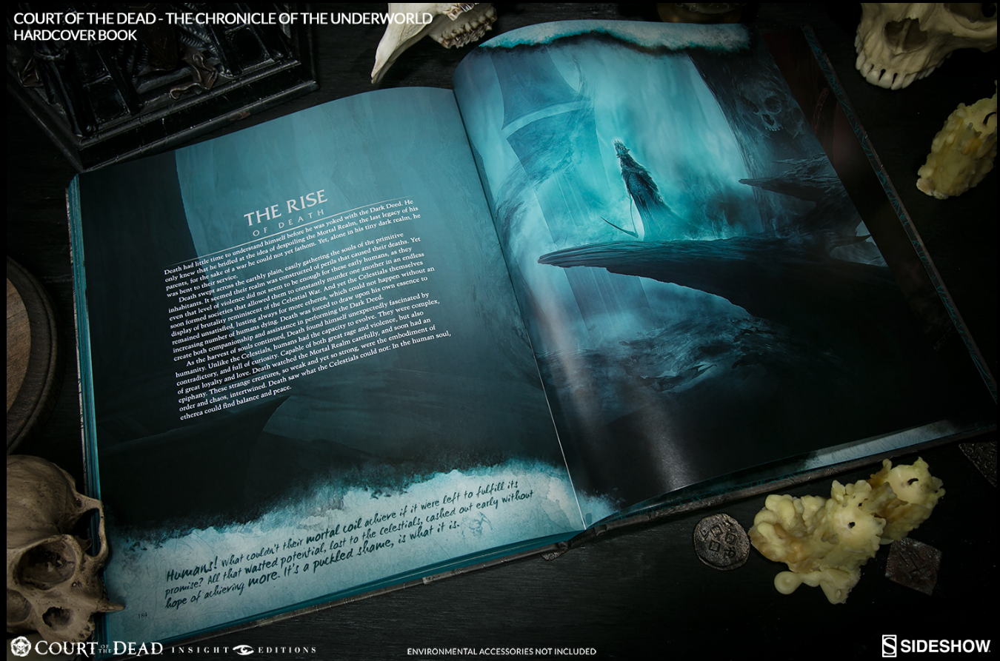 COURT OF THE DEAD - THE CHRONICLE OF THE UNDERWORLD
HARDCOVER BOOK
THE RISE
OF DEATH
Death had little time to understand himself before he was yoked with the Dark Deed. He
only knew that he bridled at the idea of despoiling the Mortal Realm, the last legacy of his
parents, for the sake of a war he could not yet fathom. Yet, alone in his tiny dark realm, he
was bent to their service.
Death swept across the earthly plain, easily gathering the souls of the primitive
inhabitants. It seemed their realm was constructed of perils that caused their deaths. Yet
even that level of violence did not seem to be enough for these early humans, as they
soon formed societies that allowed them to constantly murder one another in an endless
display of brutality reminiscent of the Celestial War. And yet the Celestials themselves
remained unsatisfied, lusting always for more etherea, which could not happen without an
increasing number of humans dying. Death was forced to draw upon his own essence to
create both companionship and assistance in performing the Dark Deed.
As the harvest of souls continued, Death found himself unexpectedly fascinated by
humanity. Unlike the Celestials, humans had the capacity to evolve. They were complex,
contradictory, and full of curiosity. Capable of both great rage and violence, but also
of great loyalty and love. Death watched the Mortal Realm carefully, and soon had an
epiphany. These strange creatures, so weak and yet so strong, were the embodiment of
order and chaos, intertwined. Death saw what the Celestials could not: In the human soul,
etherea could find balance and peace.
Humans! What couldn't their mortal coil achieve if it were left to fulfill its
promise? All that wasted potential, lost to the Celestials, cashed out early without
hope of achieving more. It's a puckled shame, is what it is.
184
COURT OF THE DEAD
INSIGHT EDITIONS
ENVIRONMENTAL ACCESSORIES NOT INCLUDED
SIDESHOW